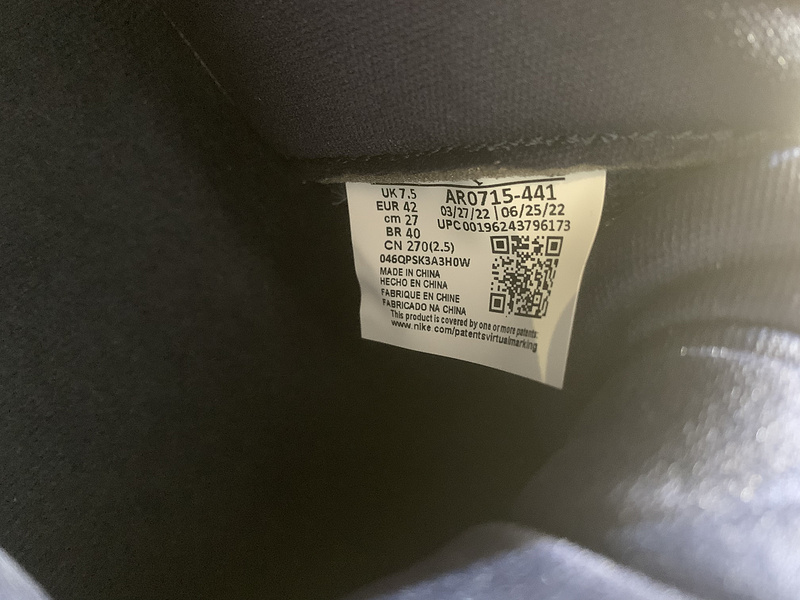 UK 7.5
EUR 42
cm 27
BR 40
CN 270(2.5)
046QPSK3A3H0W
AR0715-441
03/27/22 | 06/25/22
UPC00196243796173
MADE IN CHINA
HECHO EN CHINA
FABRIQUE EN CHINE
FABRICADO NA CHINA
This product is covered by one or more patents:
www.nike com/patentsvirtualmarking